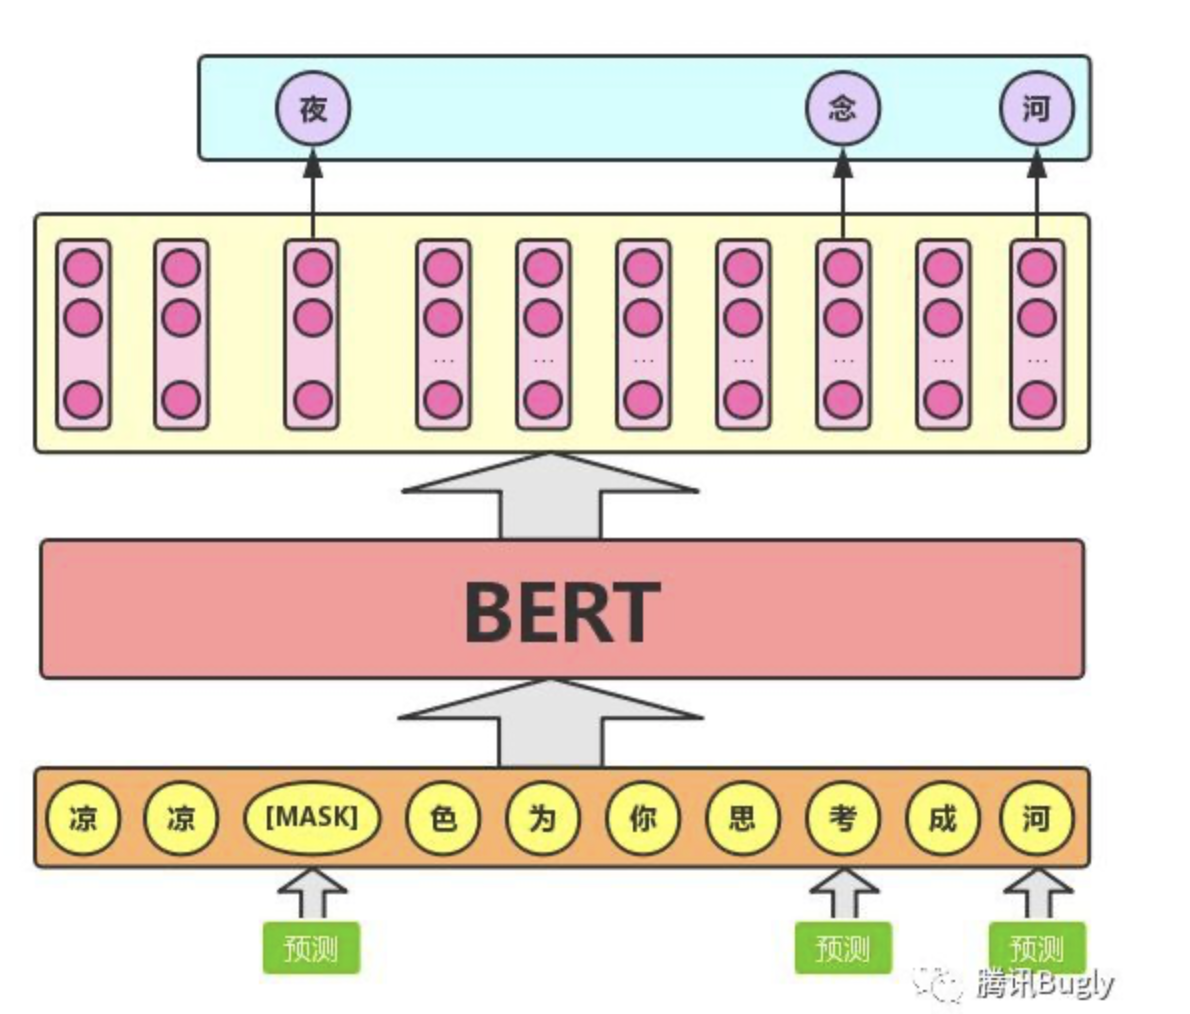 夜 念 河
... ... ... ... ... ... ...
BERT
凉 凉 [MASK] 色 为 你 思 考 成 河
预测 预测 预测
腾讯Bugly